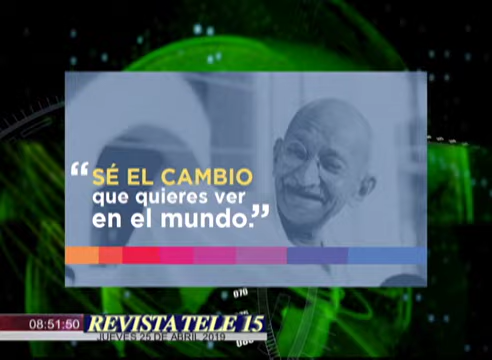 “SÉ EL CAMBIO
que quieres ver
en el mundo.”
070
08:51:50 REVISTA TELE 15
JUEVES 25 DE ABRIL 2019